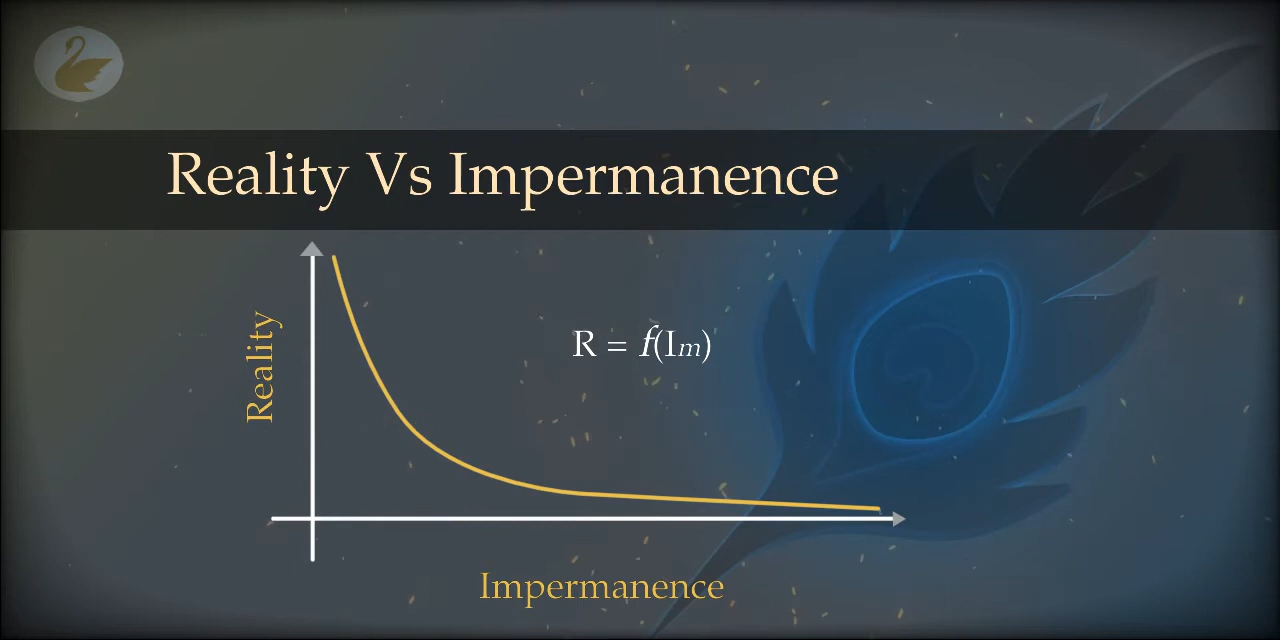 Reality Vs Impermanence
Reality
R = f(Im)
Impermanence